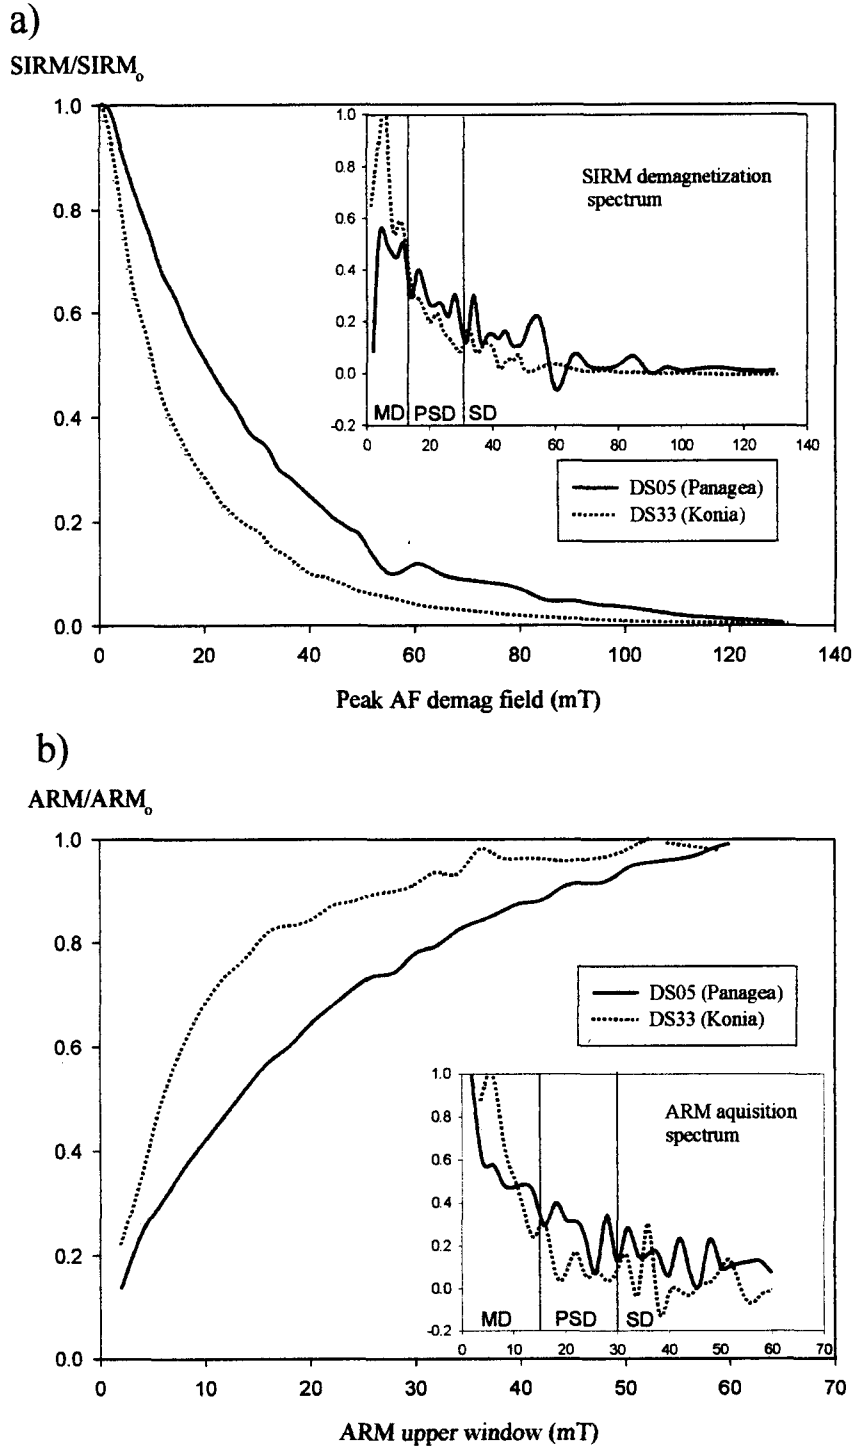 a)
SIRM/SIRMo
1.0
0.8
0.6
0.4
0.2
0.0
0 20 40 60 80 100 120 140
Peak AF demag field (mT)
SIRM demagnetization
spectrum
1.0
0.8
0.6
0.4
0.2
0.0
-0.2
MD PSD SD
0 20 40 60 80 100 120 140
DS05 (Panagea)
DS33 (Konia)
b)
ARM/ARMo
1.0
0.8
0.6
0.4
0.2
0.0
0 10 20 30 40 50 60 70
ARM upper window (mT)
DS05 (Panagea)
DS33 (Konia)
ARM aquisition
spectrum
1.0
0.8
0.6
0.4
0.2
0.0
-0.2
MD PSD SD
0 10 20 30 40 50 60 70